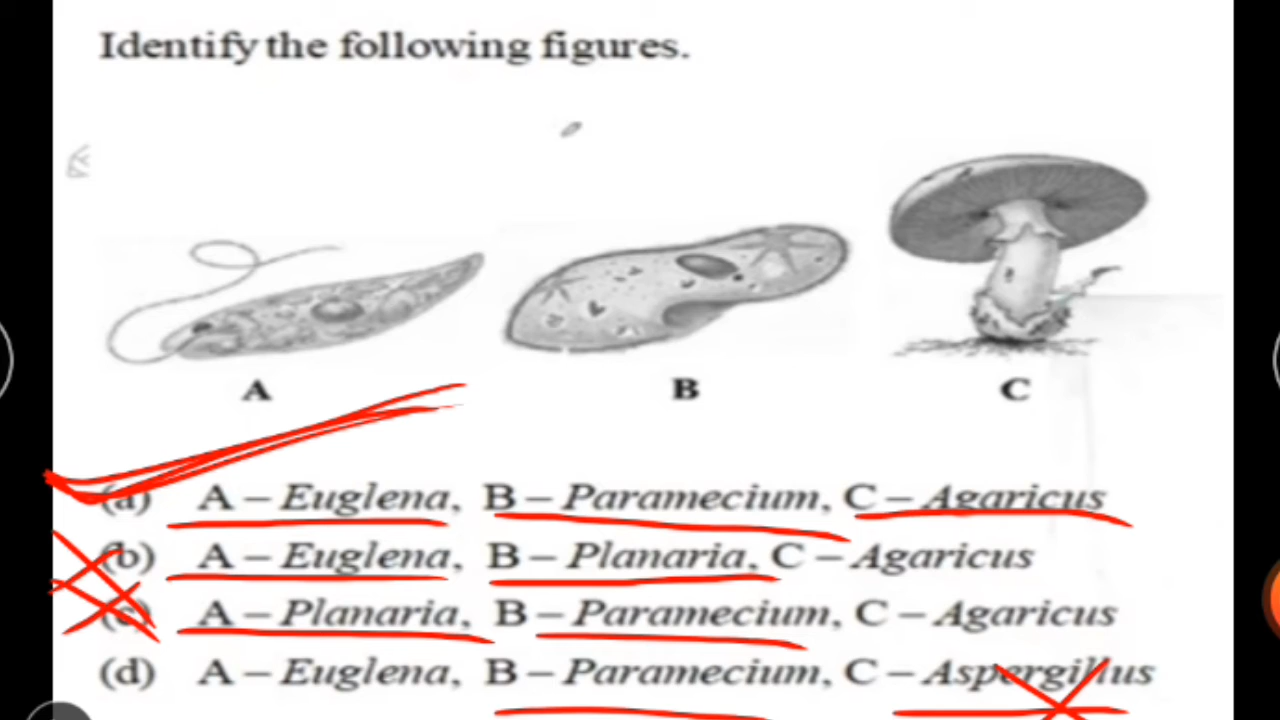 Identify the following figures.
A B C
(a) A – Euglena, B – Paramecium, C – Agaricus
(b) A – Euglena, B – Planaria, C – Agaricus
(c) A – Planaria, B – Paramecium, C – Agaricus
(d) A – Euglena, B – Paramecium, C – Aspergillus